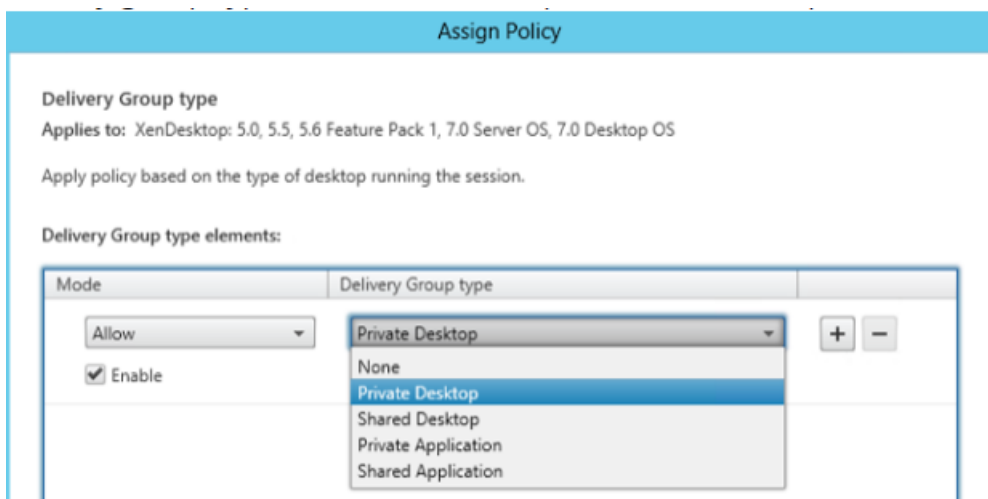 Assign Policy
Delivery Group type
Applies to: XenDesktop: 5.0, 5.5, 5.6 Feature Pack 1, 7.0 Server OS, 7.0 Desktop OS
Apply policy based on the type of desktop running the session.
Delivery Group type elements:
Mode Delivery Group type
Allow Private Desktop + −
Enable
None
Private Desktop
Shared Desktop
Private Application
Shared Application